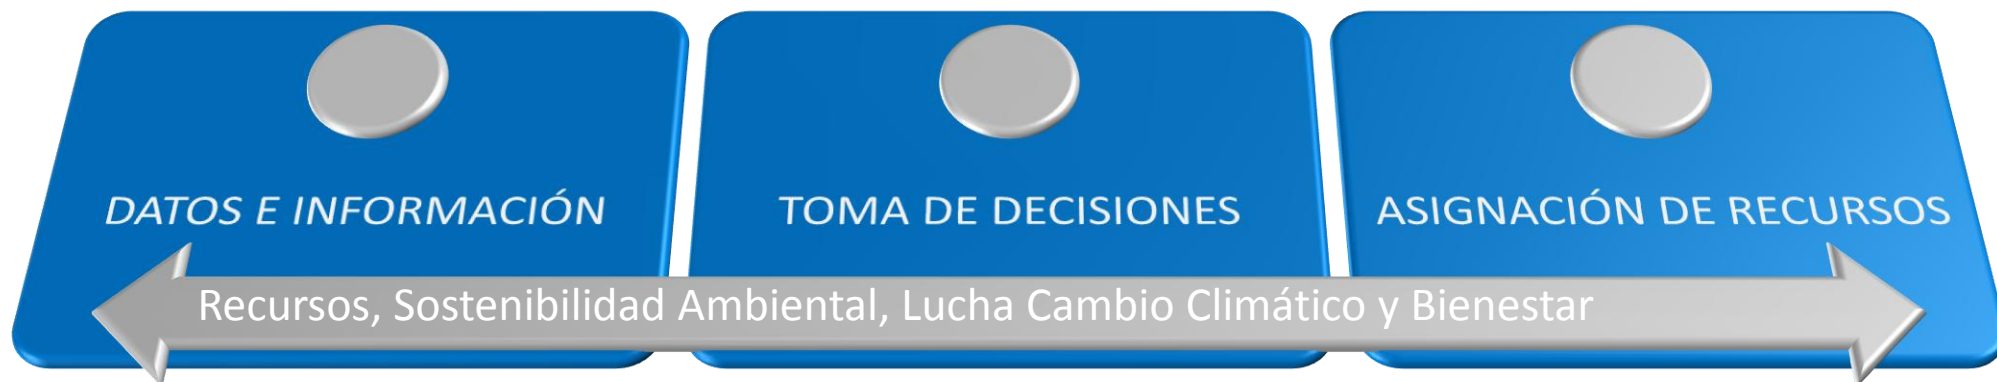 DATOS E INFORMACIÓN
TOMA DE DECISIONES
ASIGNACIÓN DE RECURSOS
Recursos, Sostenibilidad Ambiental, Lucha Cambio Climático y Bienestar